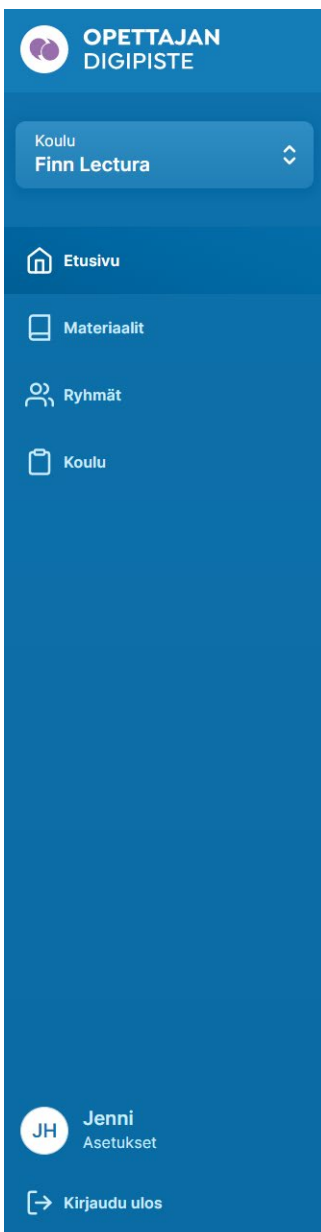 OPETTAJAN
DIGIPISTE
Koulu
Finn Lectura
Etusivu
Materiaalit
Ryhmät
Koulu
JH
Jenni
Asetukset
Kirjaudu ulos